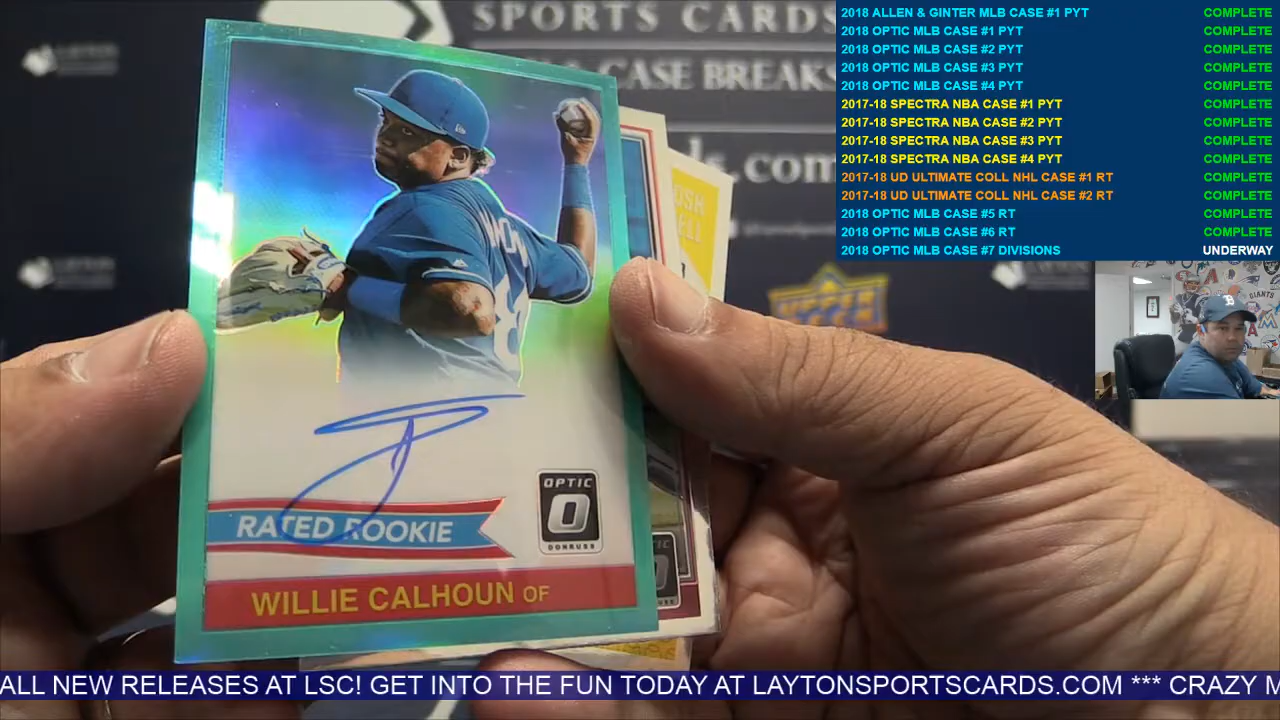 SPORTS CARDS
CASE BREAKS
.com
2018 ALLEN & GINTER MLB CASE #1 PYT COMPLETE
2018 OPTIC MLB CASE #1 PYT COMPLETE
2018 OPTIC MLB CASE #2 PYT COMPLETE
2018 OPTIC MLB CASE #3 PYT COMPLETE
2018 OPTIC MLB CASE #4 PYT COMPLETE
2017-18 SPECTRA NBA CASE #1 PYT COMPLETE
2017-18 SPECTRA NBA CASE #2 PYT COMPLETE
2017-18 SPECTRA NBA CASE #3 PYT COMPLETE
2017-18 SPECTRA NBA CASE #4 PYT COMPLETE
2017-18 UD ULTIMATE COLL NHL CASE #1 RT COMPLETE
2017-18 UD ULTIMATE COLL NHL CASE #2 RT COMPLETE
2018 OPTIC MLB CASE #5 RT COMPLETE
2018 OPTIC MLB CASE #6 RT COMPLETE
2018 OPTIC MLB CASE #7 DIVISIONS UNDERWAY
UPPER
GIANTS
OPTIC
O
DONRUSS
RATED ROOKIE
WILLIE CALHOUN OF
ALL NEW RELEASES AT LSC! GET INTO THE FUN TODAY AT LAYTONSPORTSCARDS.COM *** CRAZY M